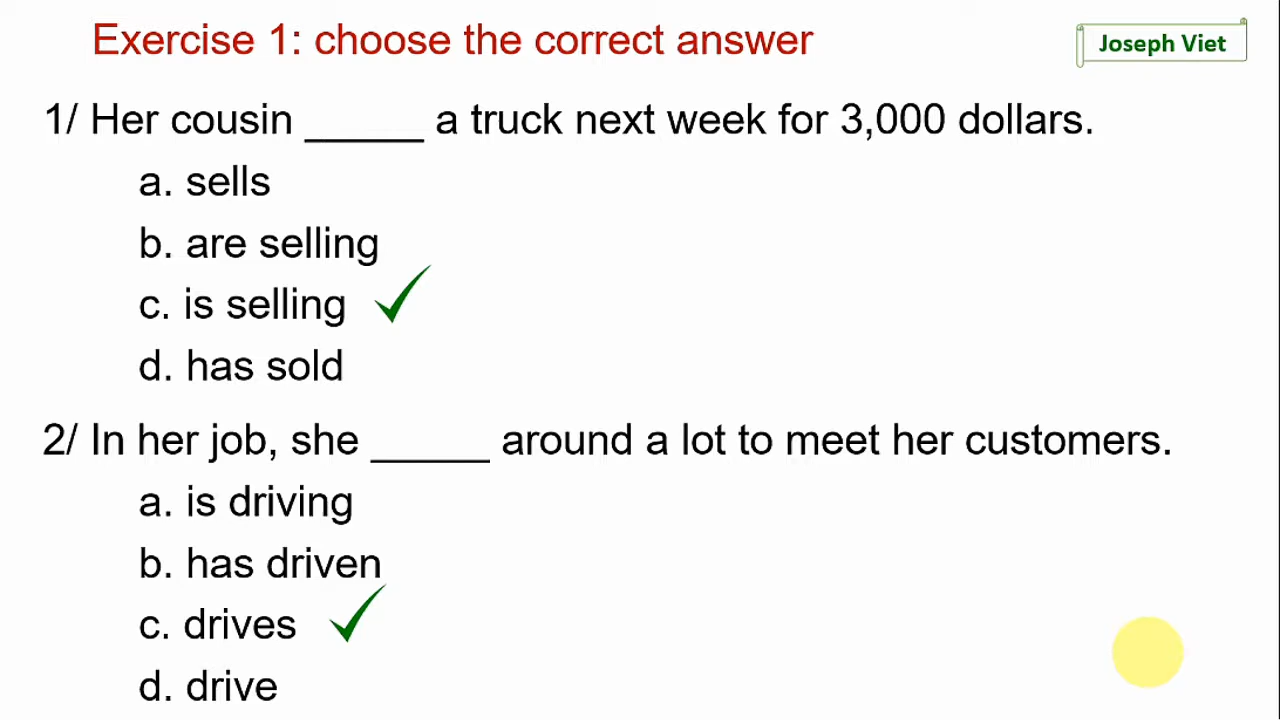 Exercise 1: choose the correct answer
Joseph Viet
1/ Her cousin _____ a truck next week for 3,000 dollars.
a. sells
b. are selling
c. is selling
d. has sold
2/ In her job, she _____ around a lot to meet her customers.
a. is driving
b. has driven
c. drives
d. drive